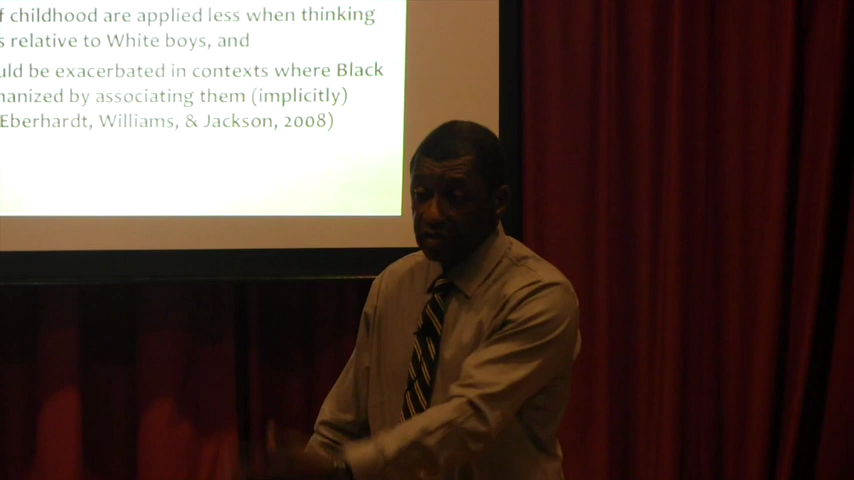 f childhood are applied less when thinking
s relative to White boys, and
uld be exacerbated in contexts where Black
nanized by associating them (implicitly)
Eberhardt, Williams, & Jackson, 2008)